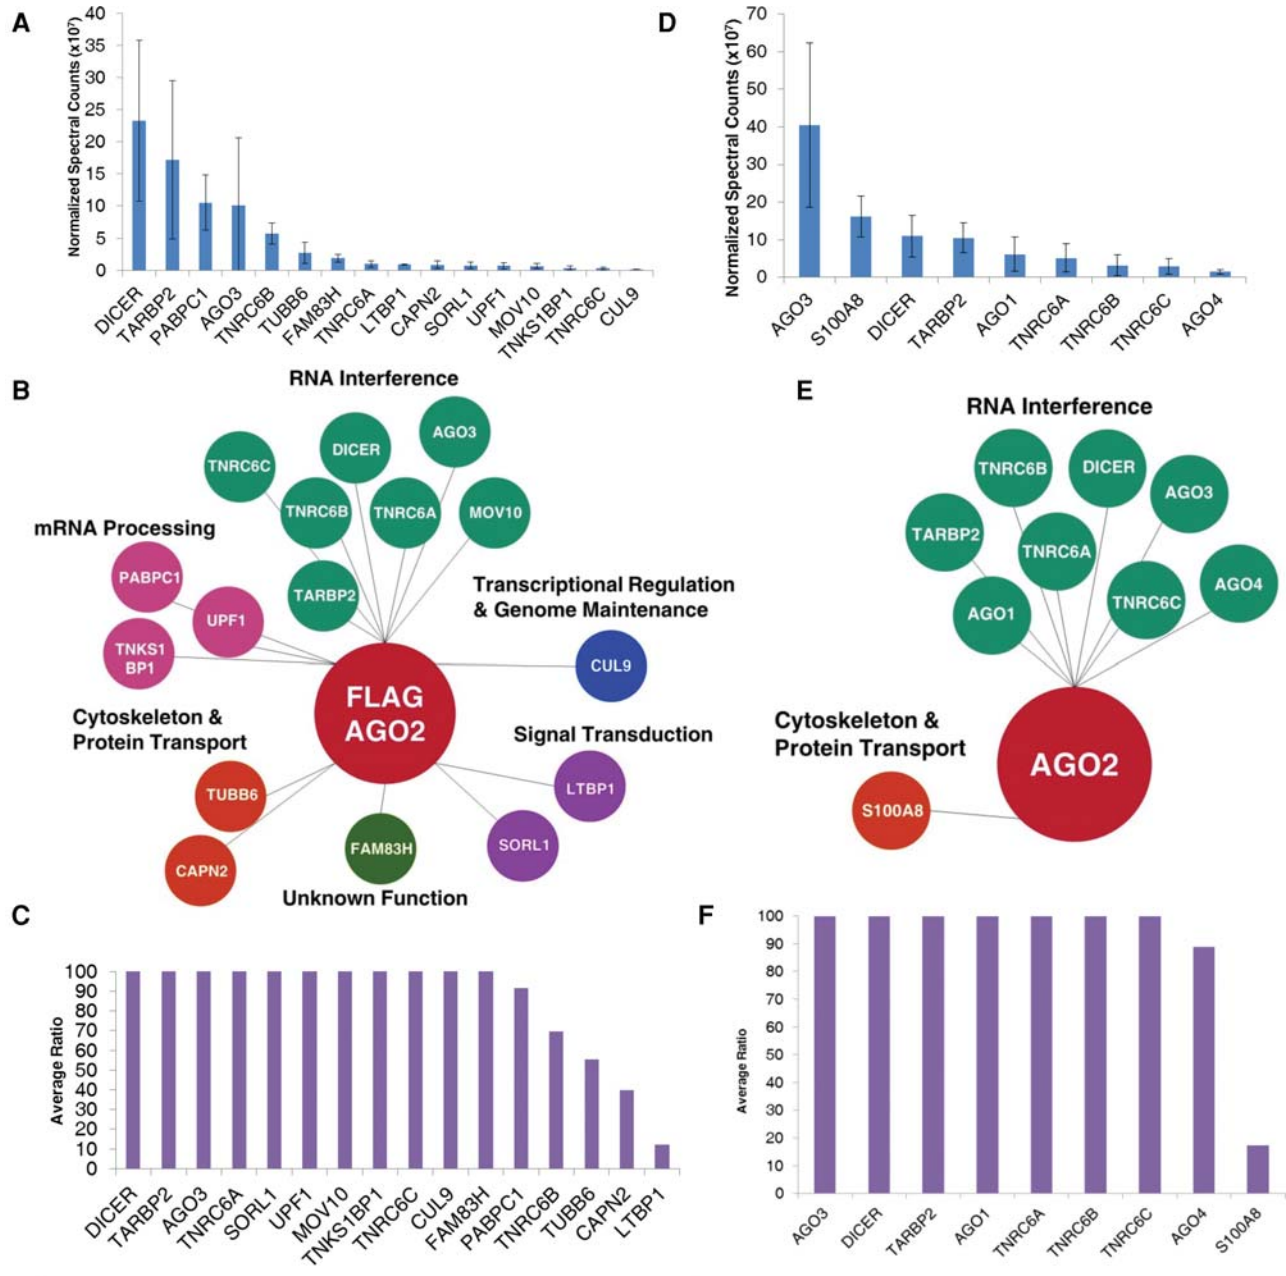 A
Normalized Spectral Counts (x10⁷)
40
35
30
25
20
15
10
5
0
DICER
TARBP2
PABPC1
AGO3
TNRC6B
TUBB6
FAM83H
TNRC6A
LTBP1
CAPN2
SORL1
UPF1
MOV10
TNKS1BP1
TNRC6C
CUL9
D
Normalized Spectral Counts (x10⁷)
70
60
50
40
30
20
10
0
AGO3
S100A8
DICER
TARBP2
AGO1
TNRC6A
TNRC6B
TNRC6C
AGO4
B
RNA Interference
TNRC6C
DICER
AGO3
TNRC6B
TNRC6A
MOV10
TARBP2
mRNA Processing
PABPC1
UPF1
TNKS1
BP1
Transcriptional Regulation
& Genome Maintenance
CUL9
FLAG
AGO2
Cytoskeleton &
Protein Transport
TUBB6
CAPN2
Signal Transduction
LTBP1
SORL1
FAM83H
Unknown Function
E
RNA Interference
TNRC6B
DICER
AGO3
TARBP2
TNRC6A
AGO4
AGO1
TNRC6C
Cytoskeleton &
Protein Transport
AGO2
S100A8
C
Average Ratio
100
90
80
70
60
50
40
30
20
10
0
DICER
TARBP2
AGO3
TNRC6A
SORL1
UPF1
MOV10
TNKS1BP1
TNRC6C
CUL9
FAM83H
PABPC1
TNRC6B
TUBB6
CAPN2
LTBP1
F
Average Ratio
100
90
80
70
60
50
40
30
20
10
0
AGO3
DICER
TARBP2
AGO1
TNRC6A
TNRC6B
TNRC6C
AGO4
S100A8